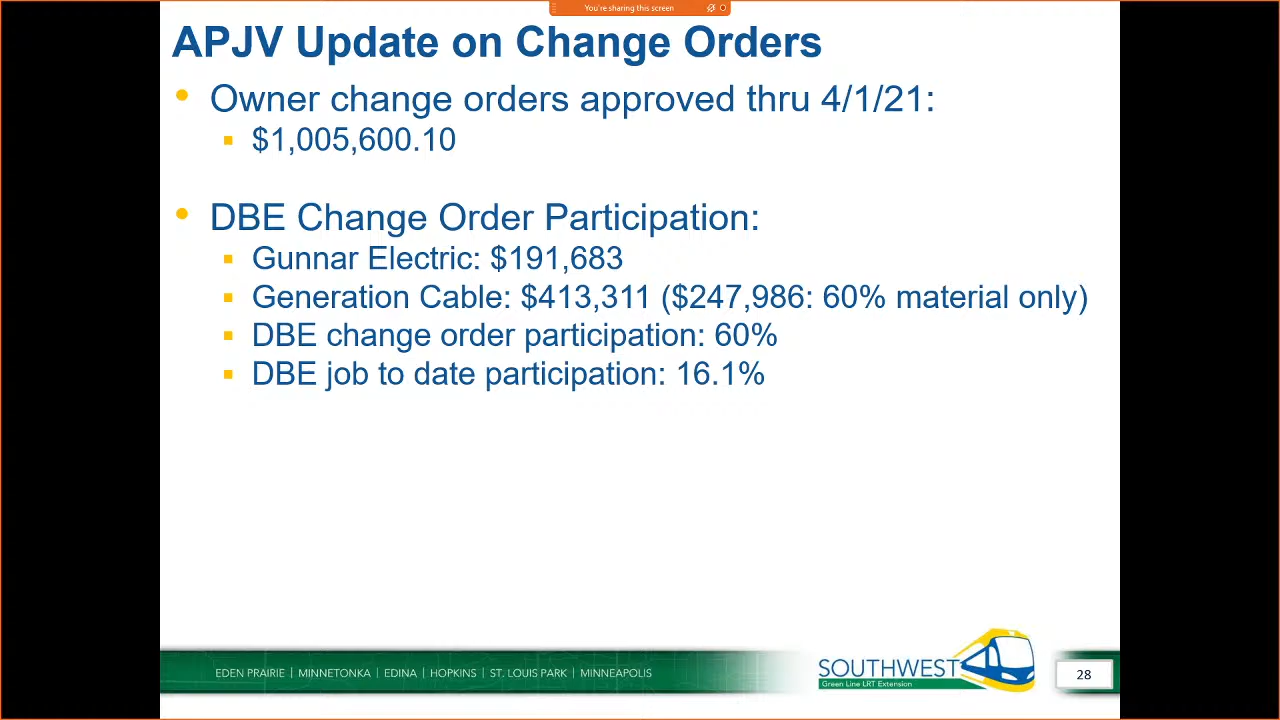 You're sharing this screen
APJV Update on Change Orders
Owner change orders approved thru 4/1/21:
$1,005,600.10
DBE Change Order Participation:
Gunnar Electric: $191,683
Generation Cable: $413,311 ($247,986: 60% material only)
DBE change order participation: 60%
DBE job to date participation: 16.1%
EDEN PRAIRIE | MINNETONKA | EDINA | HOPKINS | ST. LOUIS PARK | MINNEAPOLIS
SOUTHWEST
Green Line LRT Extension
28